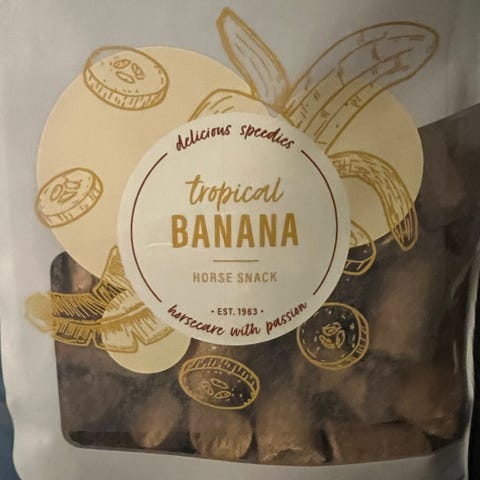 delicious speedies
tropical
BANANA
HORSE SNACK
• EST. 1963 •
horsecare with passion